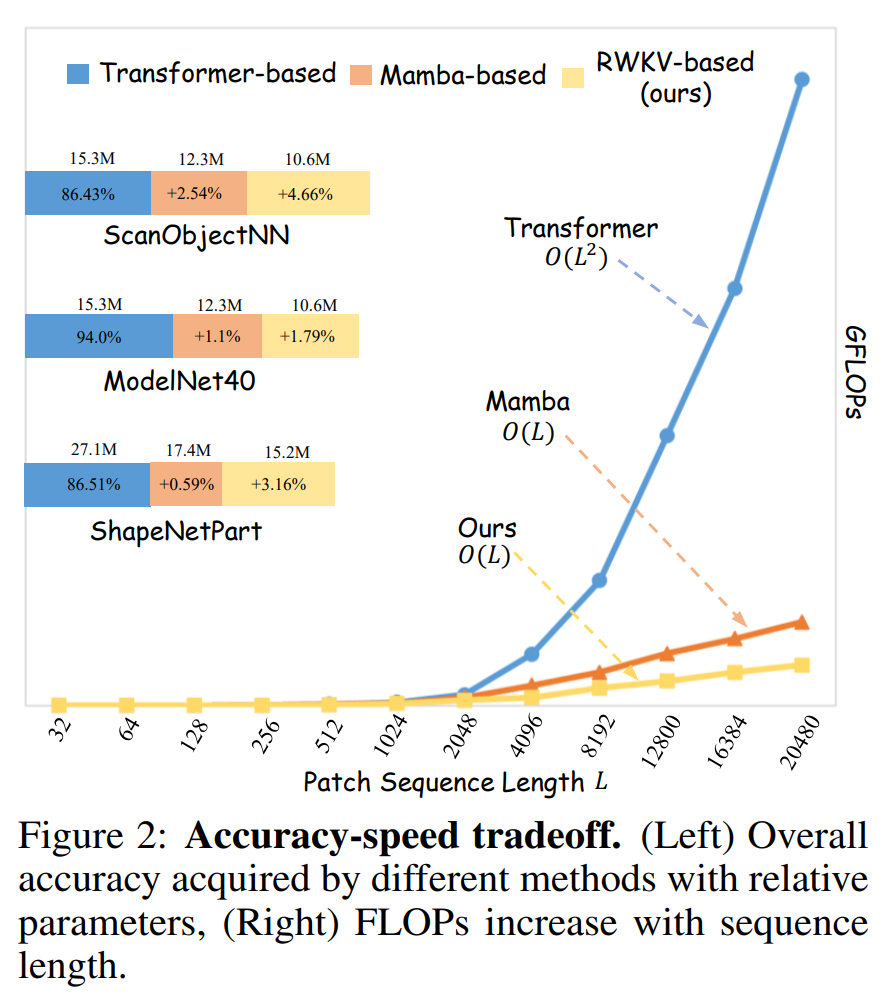 Transformer-based Mamba-based RWKV-based
(ours)
15.3M 12.3M 10.6M
86.43% +2.54% +4.66%
ScanObjectNN
15.3M 12.3M 10.6M
94.0% +1.1% +1.79%
ModelNet40
27.1M 17.4M 15.2M
86.51% +0.59% +3.16%
ShapeNetPart
Transformer
O(L²)
Mamba
O(L)
Ours
O(L)
GFLOPs
32 64 128 256 512 1024 2048 4096 8192 12800 16384 20480
Patch Sequence Length L
Figure 2: Accuracy-speed tradeoff. (Left) Overall
accuracy acquired by different methods with relative
parameters, (Right) FLOPs increase with sequence
length.